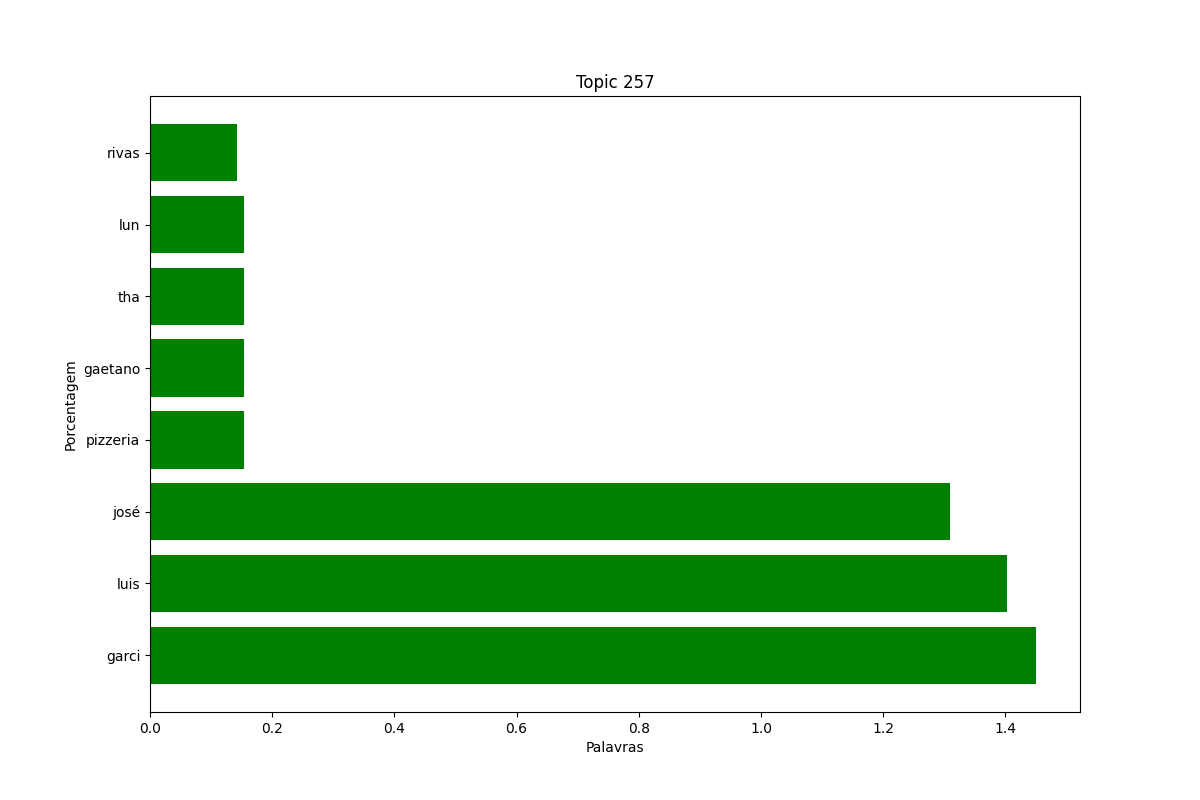 Topic 257
rivas
lun
tha
gaetano
pizzeria
josé
luis
garci
Porcentagem
0.0 0.2 0.4 0.6 0.8 1.0 1.2 1.4
Palavras